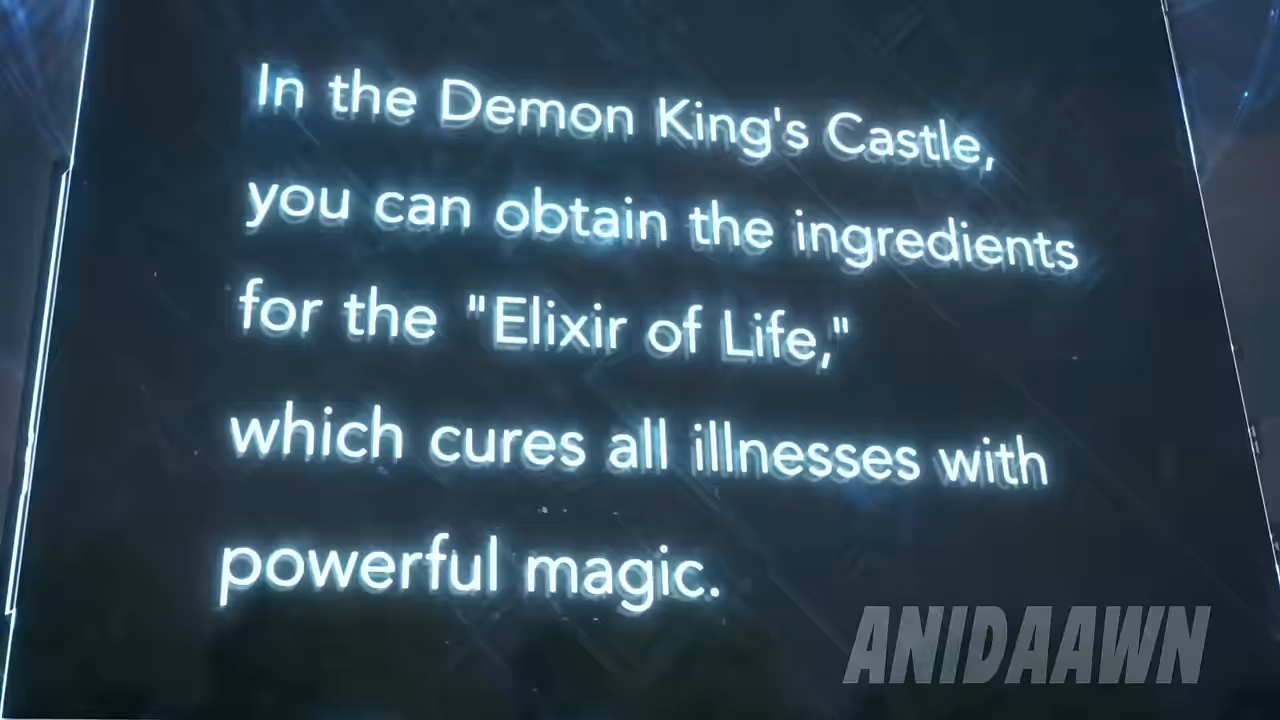 In the Demon King's Castle,
you can obtain the ingredients
for the "Elixir of Life,"
which cures all illnesses with
powerful magic.
ANIDAAWN